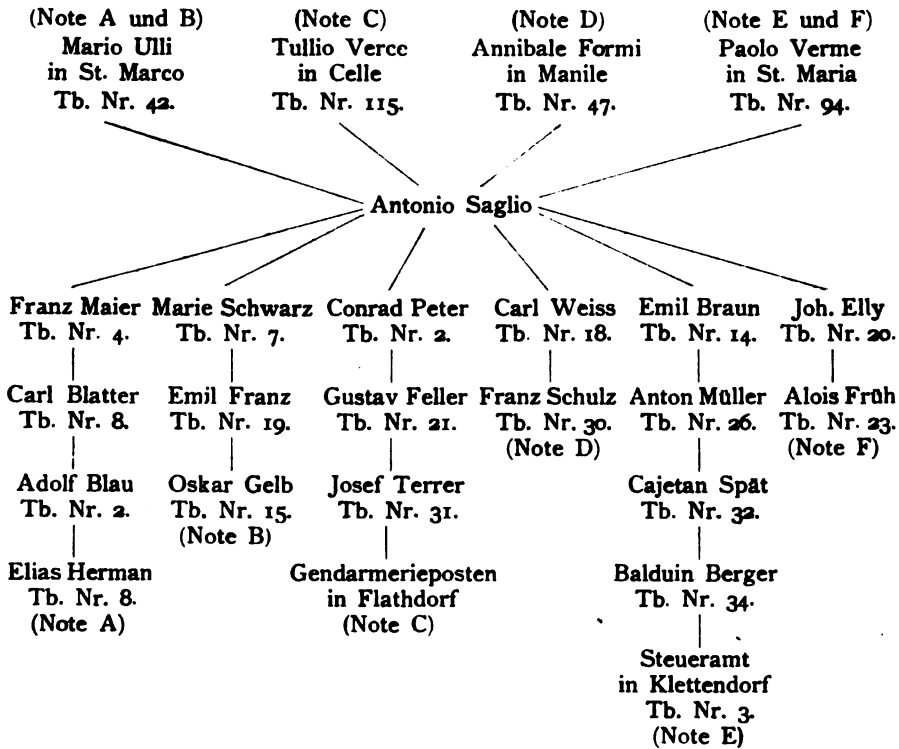 (Note A und B)
Mario Ulli
in St. Marco
Tb. Nr. 42.
(Note C)
Tullio Verce
in Celle
Tb. Nr. 115.
(Note D)
Annibale Formi
in Manile
Tb. Nr. 47.
(Note E und F)
Paolo Verme
in St. Maria
Tb. Nr. 94.
Antonio Saglio
Franz Maier
Tb. Nr. 4.
Carl Blatter
Tb. Nr. 8.
Adolf Blau
Tb. Nr. 2.
Elias Herman
Tb. Nr. 8.
(Note A)
Marie Schwarz
Tb. Nr. 7.
Emil Franz
Tb. Nr. 19.
Oskar Gelb
Tb. Nr. 15.
(Note B)
Conrad Peter
Tb. Nr. 2.
Gustav Feller
Tb. Nr. 21.
Josef Terrer
Tb. Nr. 31.
Gendarmerieposten
in Flathdorf
(Note C)
Carl Weiss
Tb. Nr. 18.
Franz Schulz
Tb. Nr. 30.
(Note D)
Emil Braun
Tb. Nr. 14.
Anton Müller
Tb. Nr. 26.
Cajetan Spät
Tb. Nr. 32.
Balduin Berger
Tb. Nr. 34.
Steueramt
in Klettendorf
Tb. Nr. 3.
(Note E)
Joh. Elly
Tb. Nr. 20.
Alois Früh
Tb. Nr. 23.
(Note F)